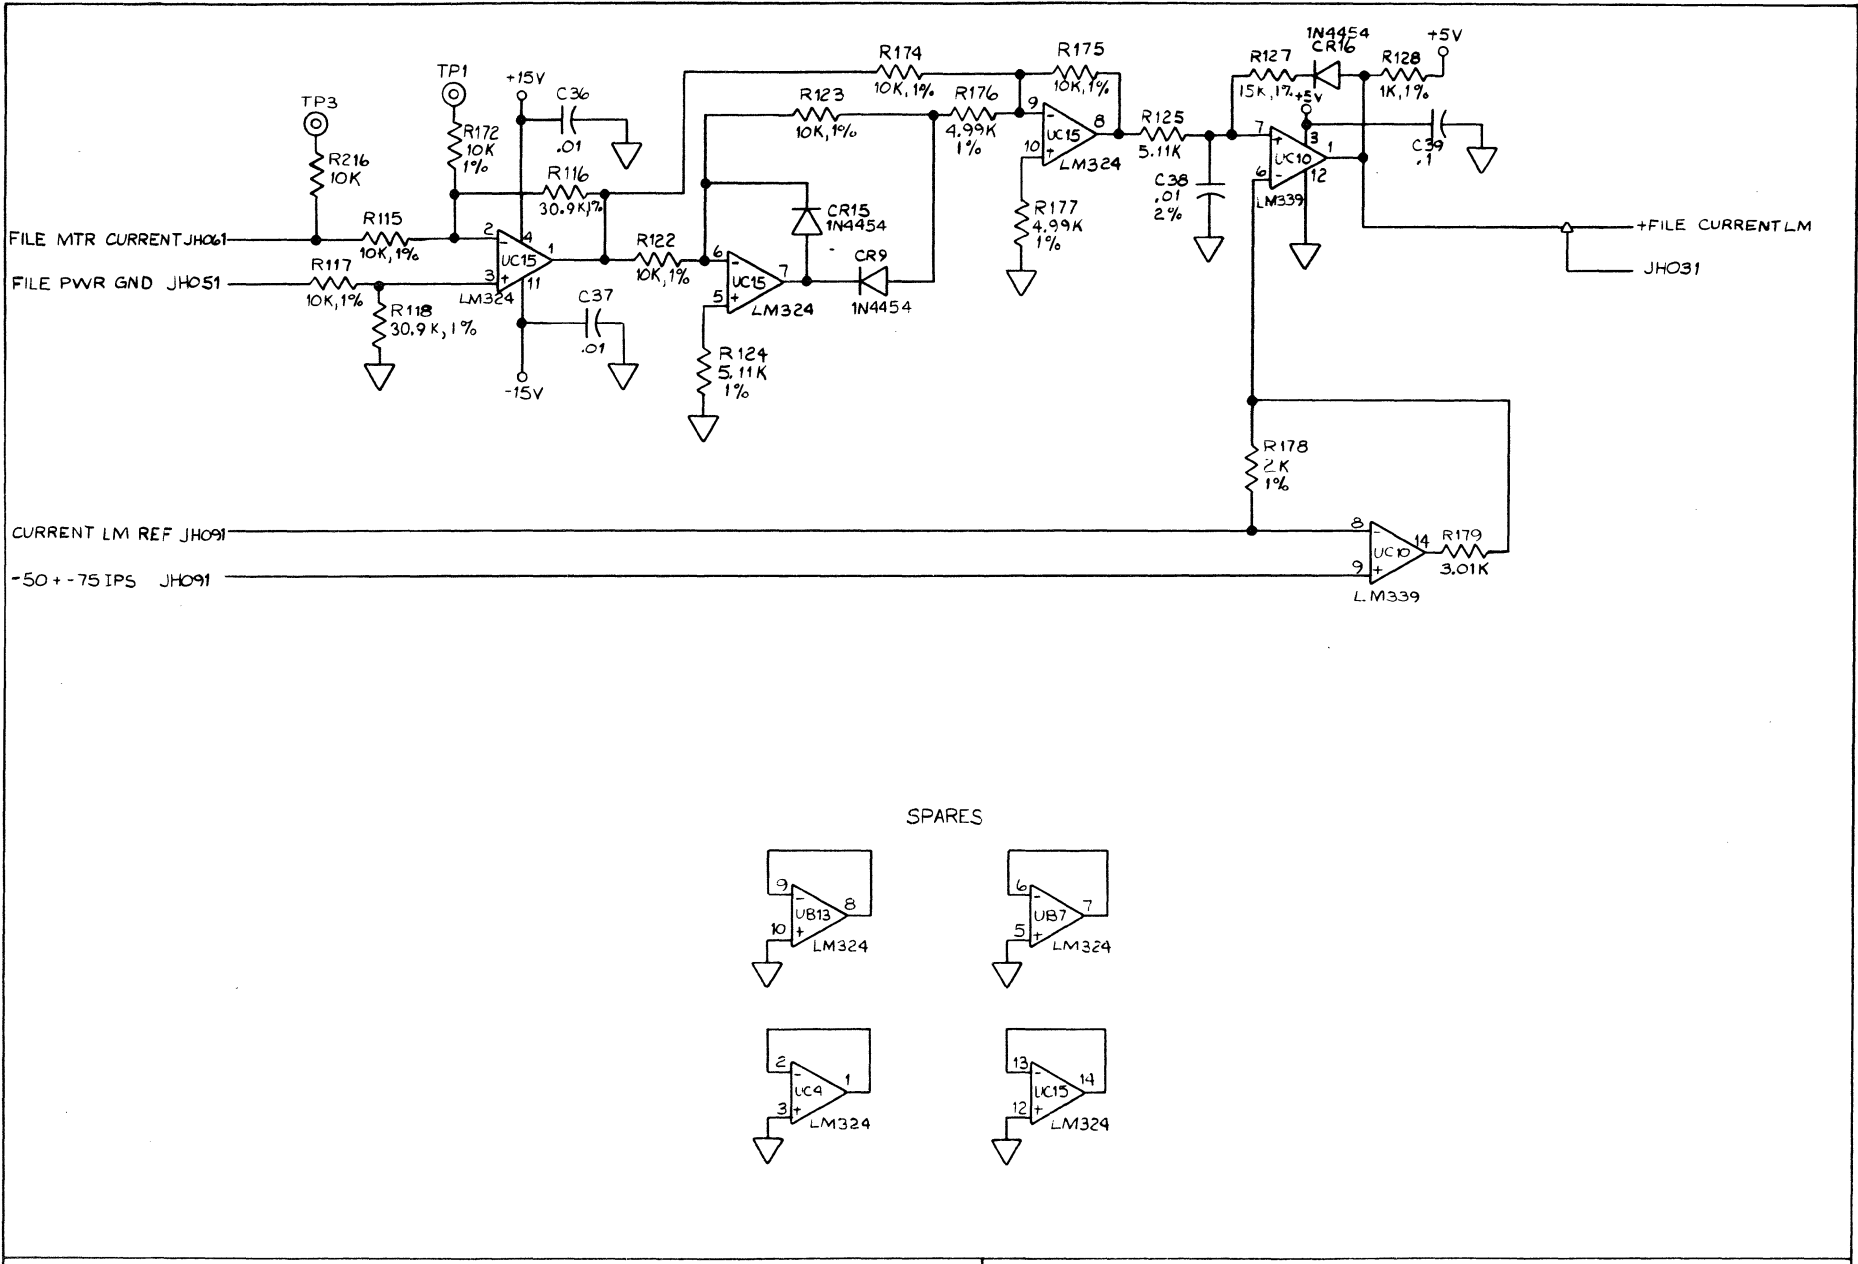 TP3
R216
10K
TP1
R172
10K
1%
+15V
C36
.01
R116
30.9K,1%
FILE MTR CURRENT JH061
R115
10K,1%
FILE PWR GND JH051
R117
10K,1%
R118
30.9K,1%
2
-
4
UC15
1
3
+
11
LM324
C37
.01
-15V
R122
10K,1%
6
-
UC15
7
5
+
LM324
R124
5.11K
1%
CR15
1N4454
CR9
1N4454
R123
10K,1%
R174
10K,1%
R176
4.99K
1%
R175
10K,1%
9
-
UC15
8
10
+
LM324
R177
4.99K
1%
R125
5.11K
C38
.01
2%
R127
15K,1%
1N4454
CR16
+5V
R128
1K,1%
+5V
7
+
3
UC10
1
6
-
12
LM339
C39
.1
+FILE CURRENT LM
JH031
R178
2K
1%
CURRENT LM REF JH091
-50+-75 IPS JH091
8
-
UC10
14
9
+
LM339
R179
3.01K
SPARES
9
-
UB13
8
10
+
LM324
6
-
UB7
7
5
+
LM324
2
-
UC4
1
3
+
LM324
13
-
UC15
14
12
+
LM324